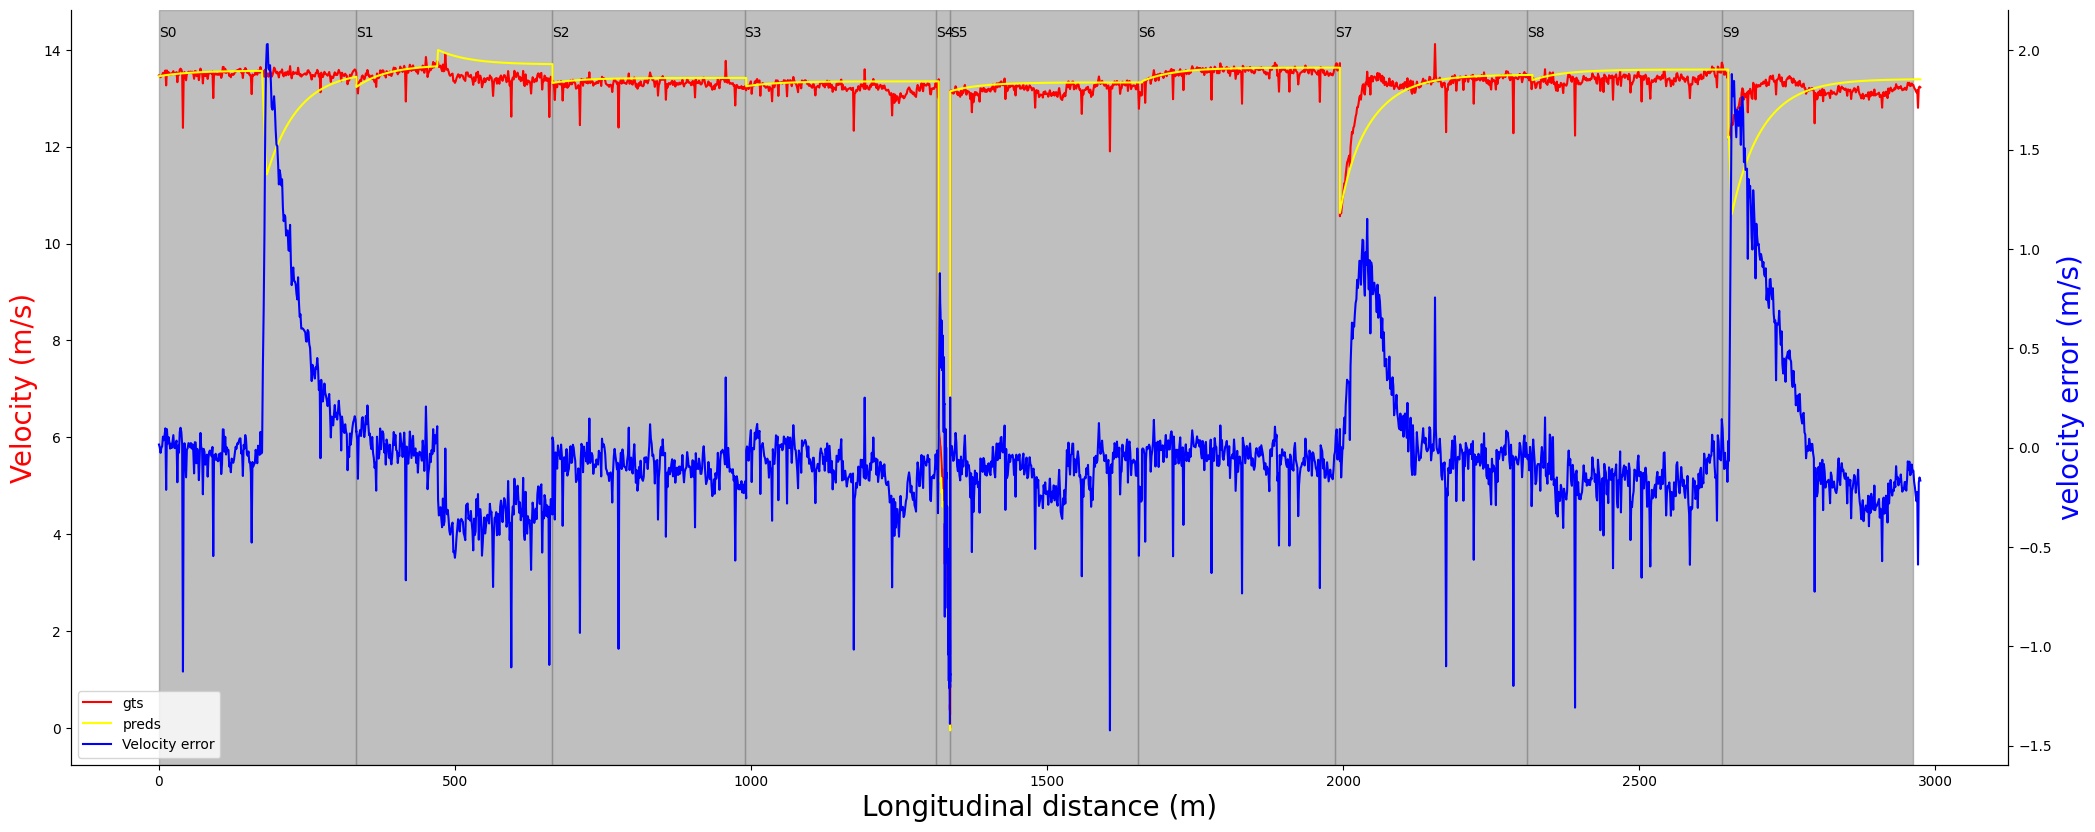 S0 S1 S2 S3 S4 S5 S6 S7 S8 S9
14
12
10
8
6
4
2
0
2.0
1.5
1.0
0.5
0.0
−0.5
−1.0
−1.5
Velocity (m/s)
velocity error (m/s)
gts
preds
Velocity error
0 500 1000 1500 2000 2500 3000
Longitudinal distance (m)